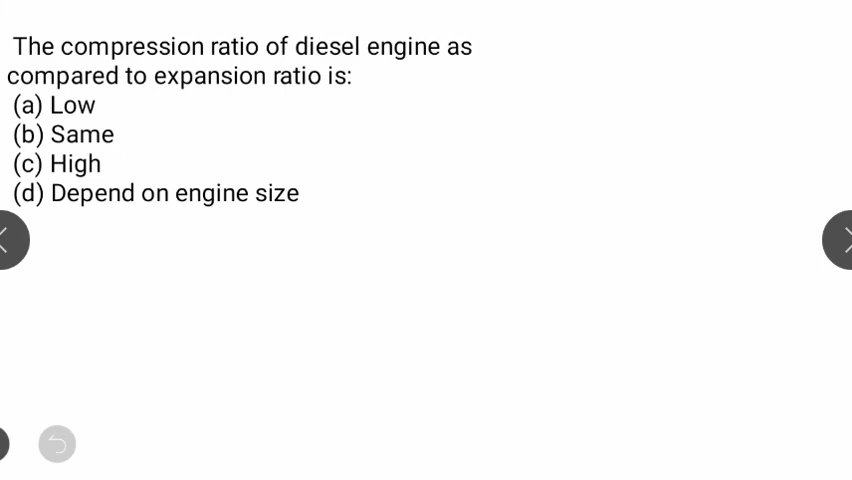 The compression ratio of diesel engine as
compared to expansion ratio is:
(a) Low
(b) Same
(c) High
(d) Depend on engine size